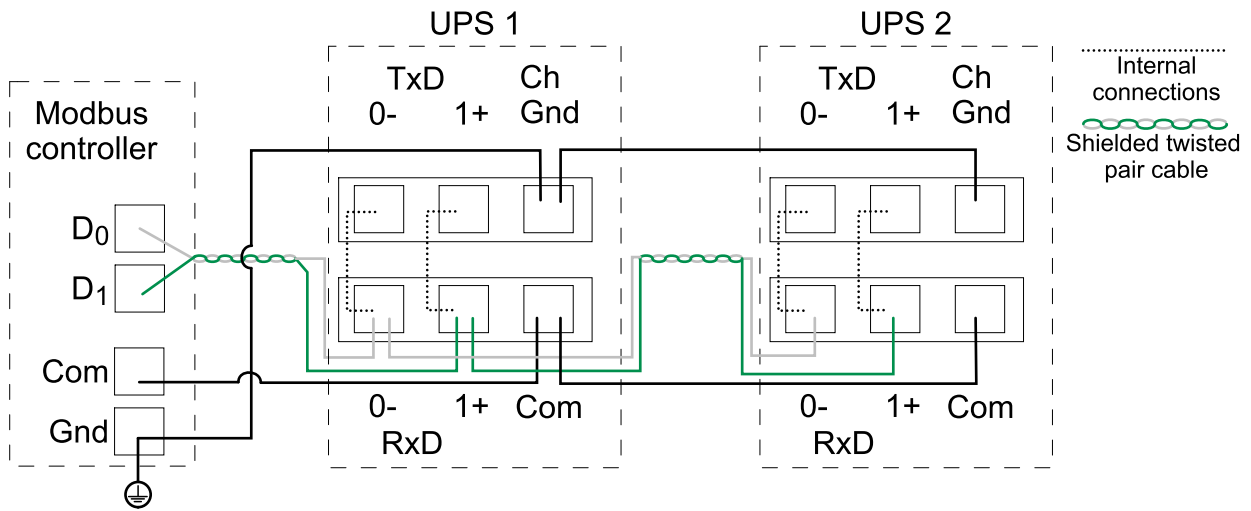 UPS 1
UPS 2
Modbus
controller
D0
D1
Com
Gnd
TxD
Ch
0-
1+
Gnd
0-
1+
Com
RxD
TxD
Ch
0-
1+
Gnd
0-
1+
Com
RxD
Internal
connections
Shielded twisted
pair cable